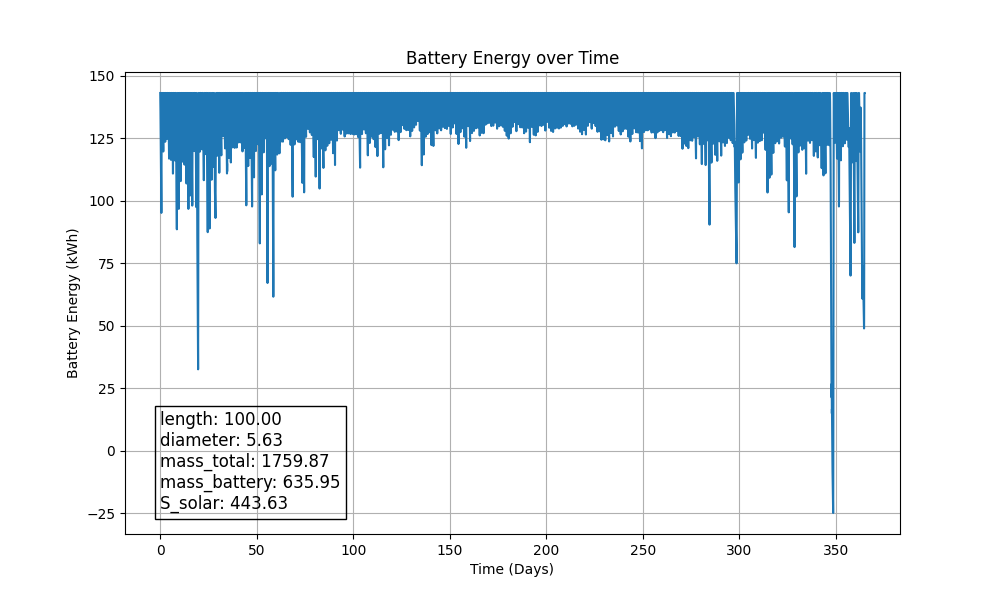 Battery Energy over Time
Battery Energy (kWh)
150
125
100
75
50
25
0
−25
length: 100.00
diameter: 5.63
mass_total: 1759.87
mass_battery: 635.95
S_solar: 443.63
0 50 100 150 200 250 300 350
Time (Days)